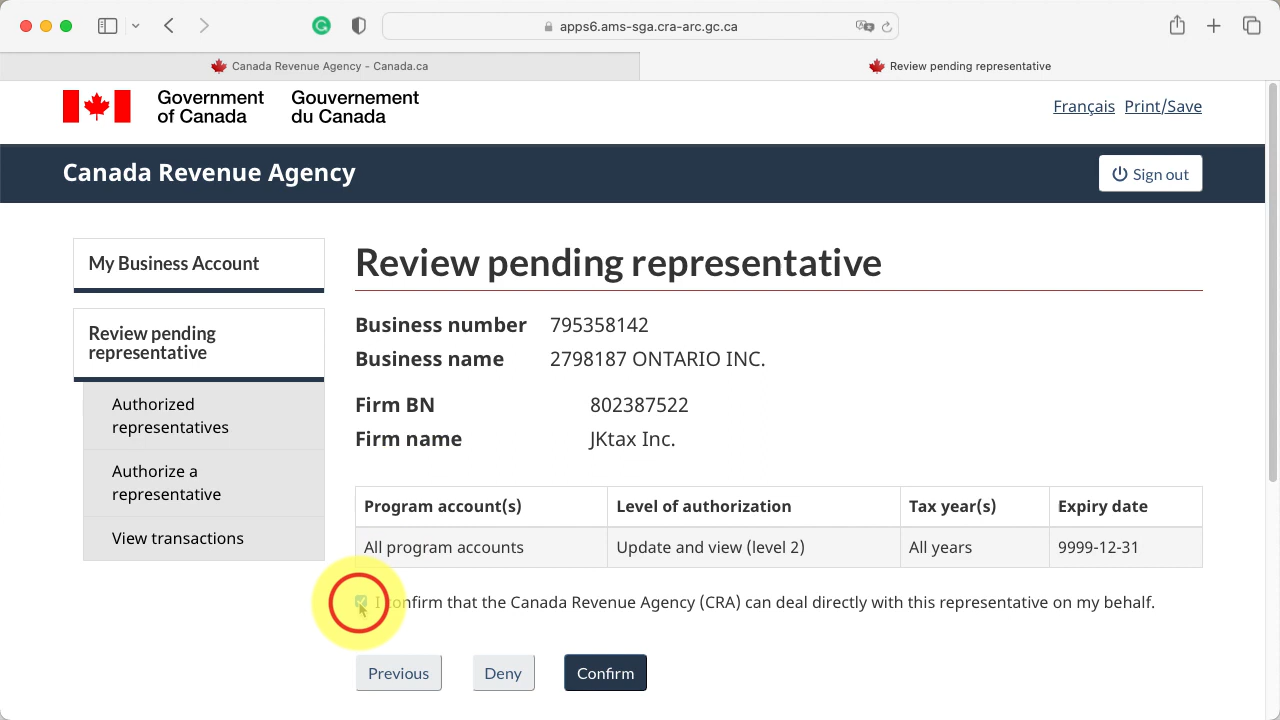 apps6.ams-sga.cra-arc.gc.ca
Canada Revenue Agency – Canada.ca
Review pending representative
Government of Canada
Gouvernement du Canada
Français Print/Save
Canada Revenue Agency
Sign out
My Business Account
Review pending representative
Authorized representatives
Authorize a representative
View transactions
Review pending representative
Business number 795358142
Business name 2798187 ONTARIO INC.
Firm BN 802387522
Firm name JKtax Inc.
Program account(s) Level of authorization Tax year(s) Expiry date
All program accounts Update and view (level 2) All years 9999-12-31
I confirm that the Canada Revenue Agency (CRA) can deal directly with this representative on my behalf.
Previous Deny Confirm